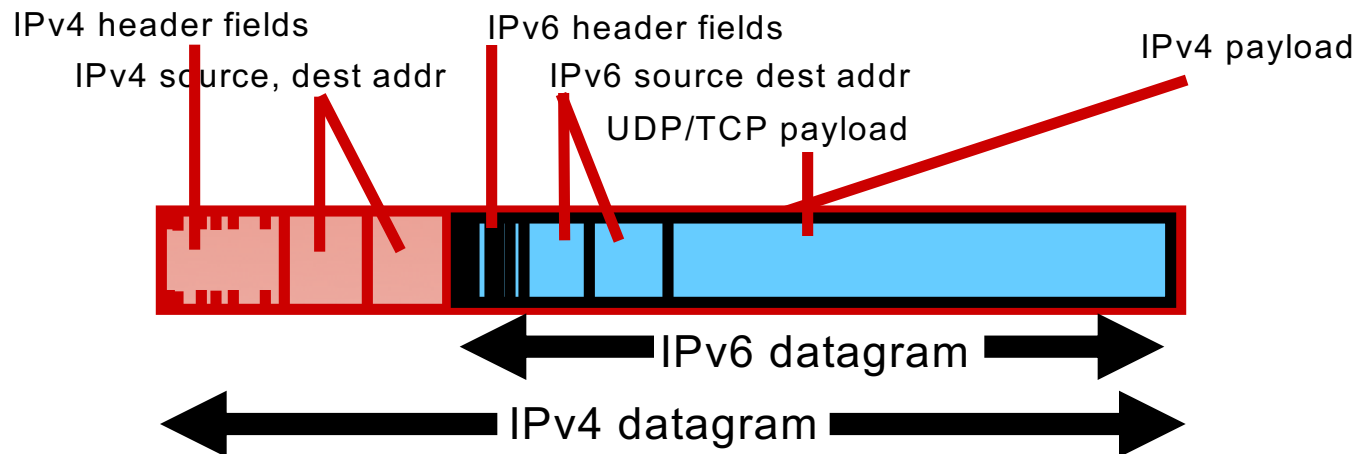 IPv4 header fields
IPv6 header fields
IPv4 payload
IPv4 source, dest addr
IPv6 source dest addr
UDP/TCP payload
IPv6 datagram
IPv4 datagram